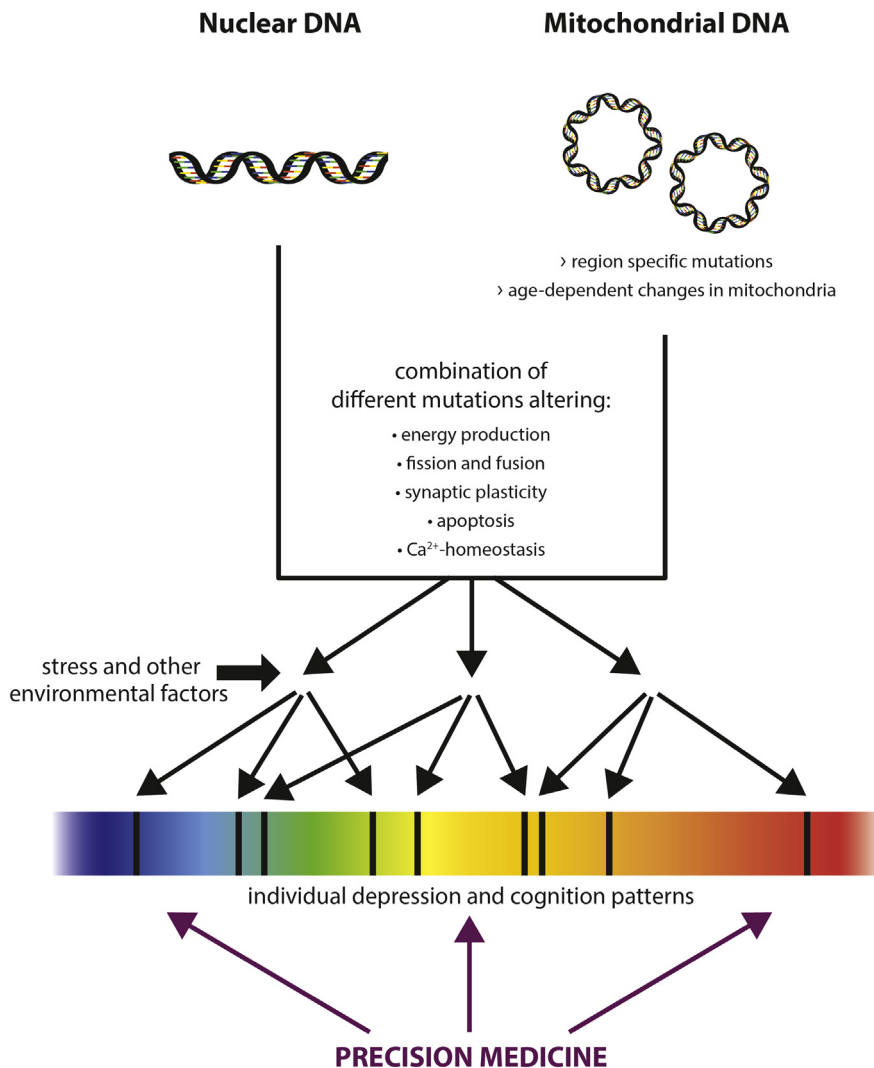 Nuclear DNA
Mitochondrial DNA
› region specific mutations
› age-dependent changes in mitochondria
combination of
different mutations altering:
• energy production
• fission and fusion
• synaptic plasticity
• apoptosis
• Ca²⁺-homeostasis
stress and other
environmental factors
individual depression and cognition patterns
PRECISION MEDICINE